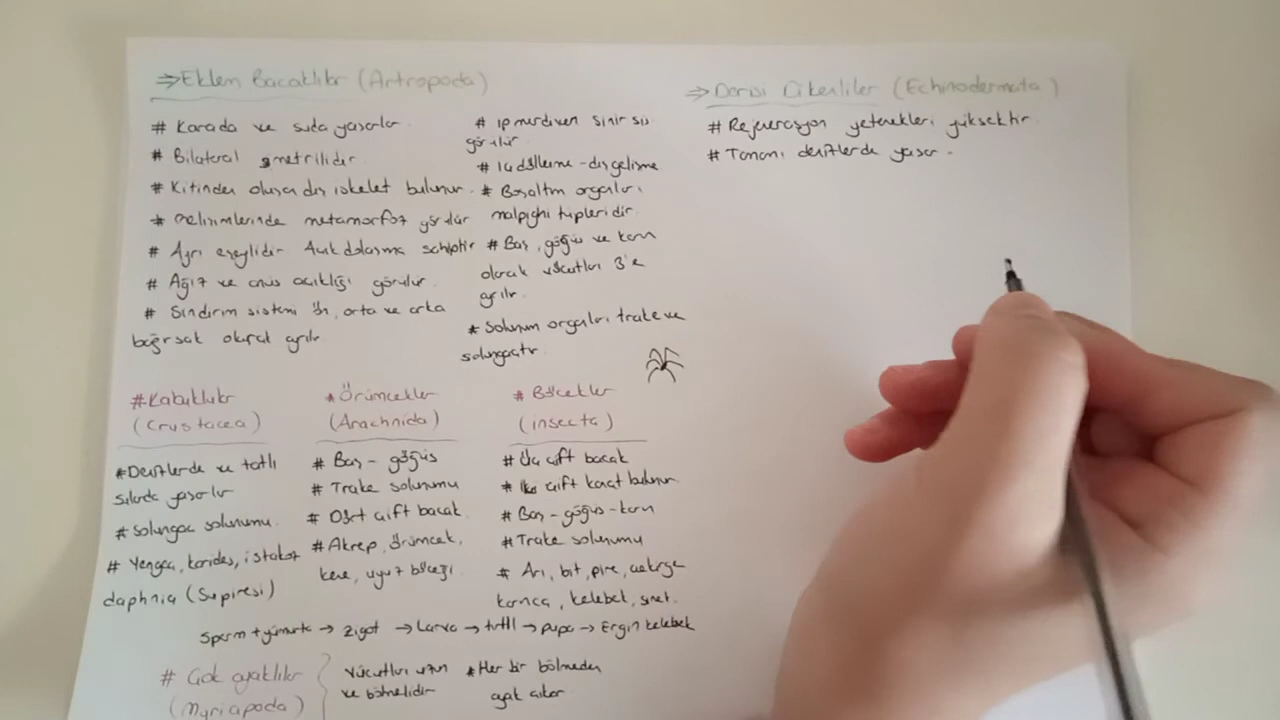 ⇒Eklem Bacaklılar (Artropoda)
# Karada ve suda yaşarlar
# Bilateral simetrilidir
# Kitinden oluşan dış iskelet bulunur.
# Gelişimlerinde metamorfoz görülür
# Ayrı eşeylidir Açık dolaşıma sahiptir
# Ağız ve anüs açıklığı görülür.
# Sindirim sistemi ön, orta ve arka
bağırsak olarak ayrılır
# ip merdiven sinir sis.
görülür
# iç döllenme - dış gelişme
# Boşaltım organları
malpighi tüpleridir.
# Baş, göğüs ve karın
olarak vücutları 3'e
ayrılır
# Solunum organları trake ve
solungaçtır.
#Kabuklular
(Crustacea)
#Denizlerde ve tatlı
sularda yaşarlar
# Solungaç solunumu.
# Yengeç, karides, istakoz
daphnia (Su piresi)
# Örümcekler
(Arachnida)
# Baş - göğüs
# Trake solunumu
# Dört çift bacak
# Akrep, örümcek,
kene, uyuz böceği.
# Böcekler
(insecta)
# Üç çift bacak
# İki çift kanat bulunur.
# Baş - göğüs - karın
# Trake solunumu
# Arı, bit, pire, çekirge
karınca, kelebek, sinek.
Sperm + yumurta → zigot → Larva → tırtıl → pupa → Ergin kelebek
# Çok ayaklılar
(Myriapoda)
Vücutları uzun
ve bölmelidir
#Her bir bölmeden
ayak çıkar
⇒ Derisi Dikenliler (Echinodermata)
# Rejenerasyon yetenekleri yüksektir.
# Tamamı denizlerde yaşar.